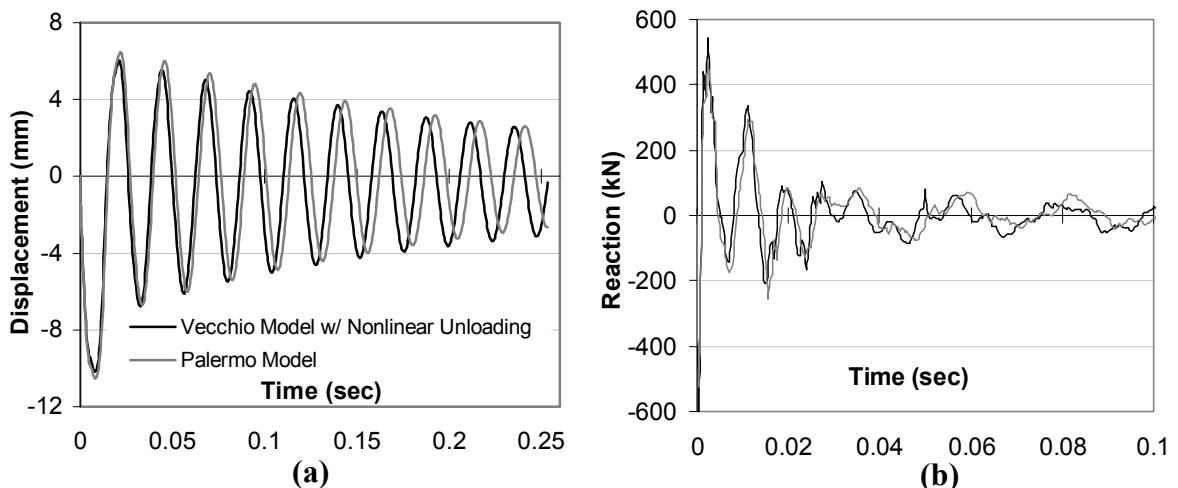 8
4
0
-4
-8
-12
Displacement (mm)
Vecchio Model w/ Nonlinear Unloading
Palermo Model
Time (sec)
0 0.05 0.1 0.15 0.2 0.25
(a)
600
400
200
0
-200
-400
-600
Reaction (kN)
Time (sec)
0 0.02 0.04 0.06 0.08 0.1
(b)